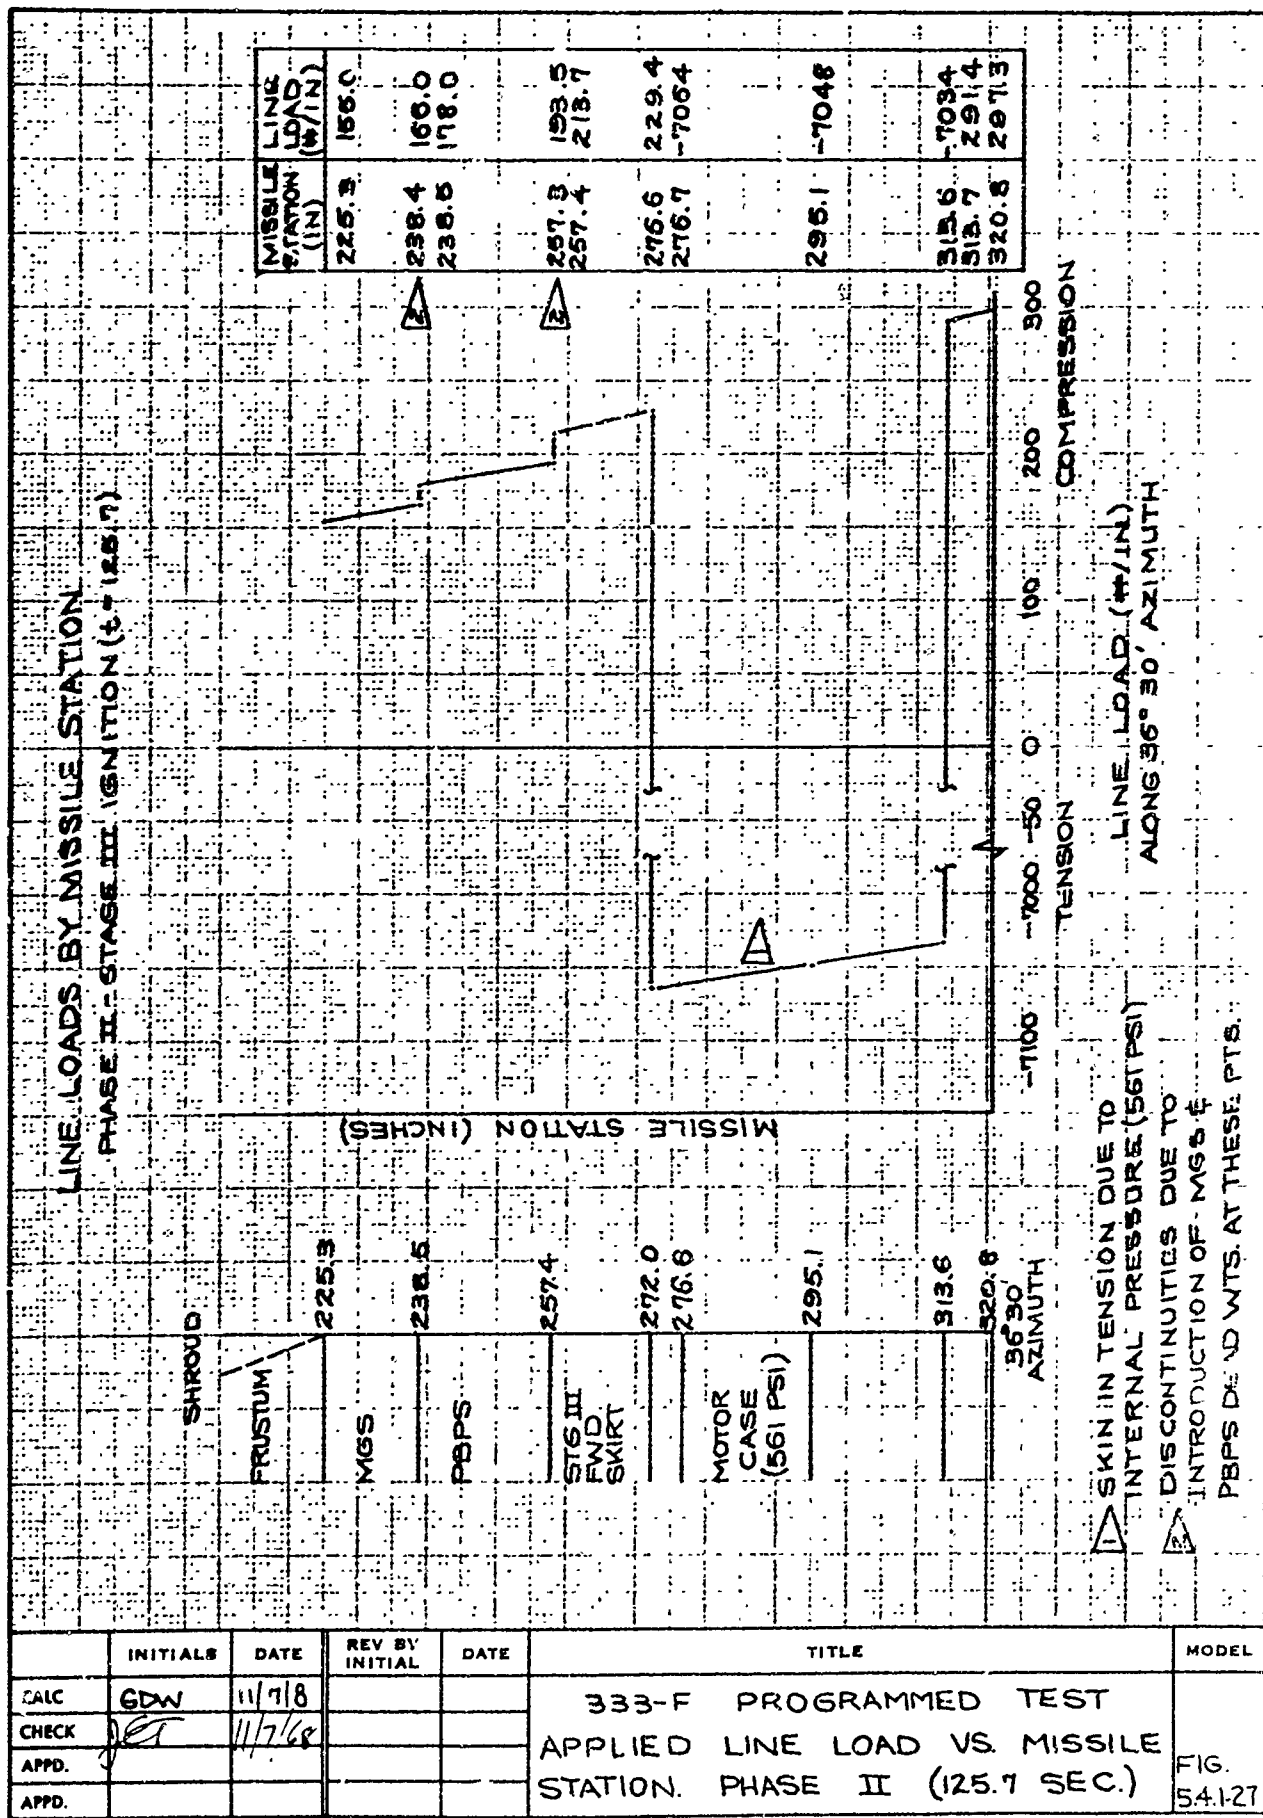 LINE LOADS BY MISSILE STATION
PHASE II - STAGE III IGNITION (t = 125.7)
MISSILE STATION (IN) LINE LOAD (#/IN)
225.3 155.0
2 238.4 166.0
238.5 178.0
2 257.3 193.5
257.4 213.7
276.6 229.4
276.7 -7064
295.1 -7048
313.6 -7034
313.7 291.4
320.8 297.3
1
-7100 -7000 -50 0 100 200 300
TENSION COMPRESSION
LINE LOAD (#/IN)
ALONG 36° 30' AZIMUTH
MISSILE STATION (INCHES)
SHROUD
FRUSTUM
225.3
MGS
238.5
PBPS
257.4
STG III
FWD
SKIRT
272.0
276.6
MOTOR
CASE
(561 PSI)
295.1
313.6
320.8
36° 30'
AZIMUTH
1 SKIN IN TENSION DUE TO
INTERNAL PRESSURE (561 PSI)
2 DISCONTINUITIES DUE TO
INTRODUCTION OF MGS &
PBPS WTS. AT THESE PTS.
INITIALS DATE REV BY INITIAL DATE TITLE MODEL
CALC GDW 11/7/8
CHECK 11/7/68
APPD.
APPD.
333-F PROGRAMMED TEST
APPLIED LINE LOAD VS. MISSILE
STATION. PHASE II (125.7 SEC.)
FIG.
5.4.1-27